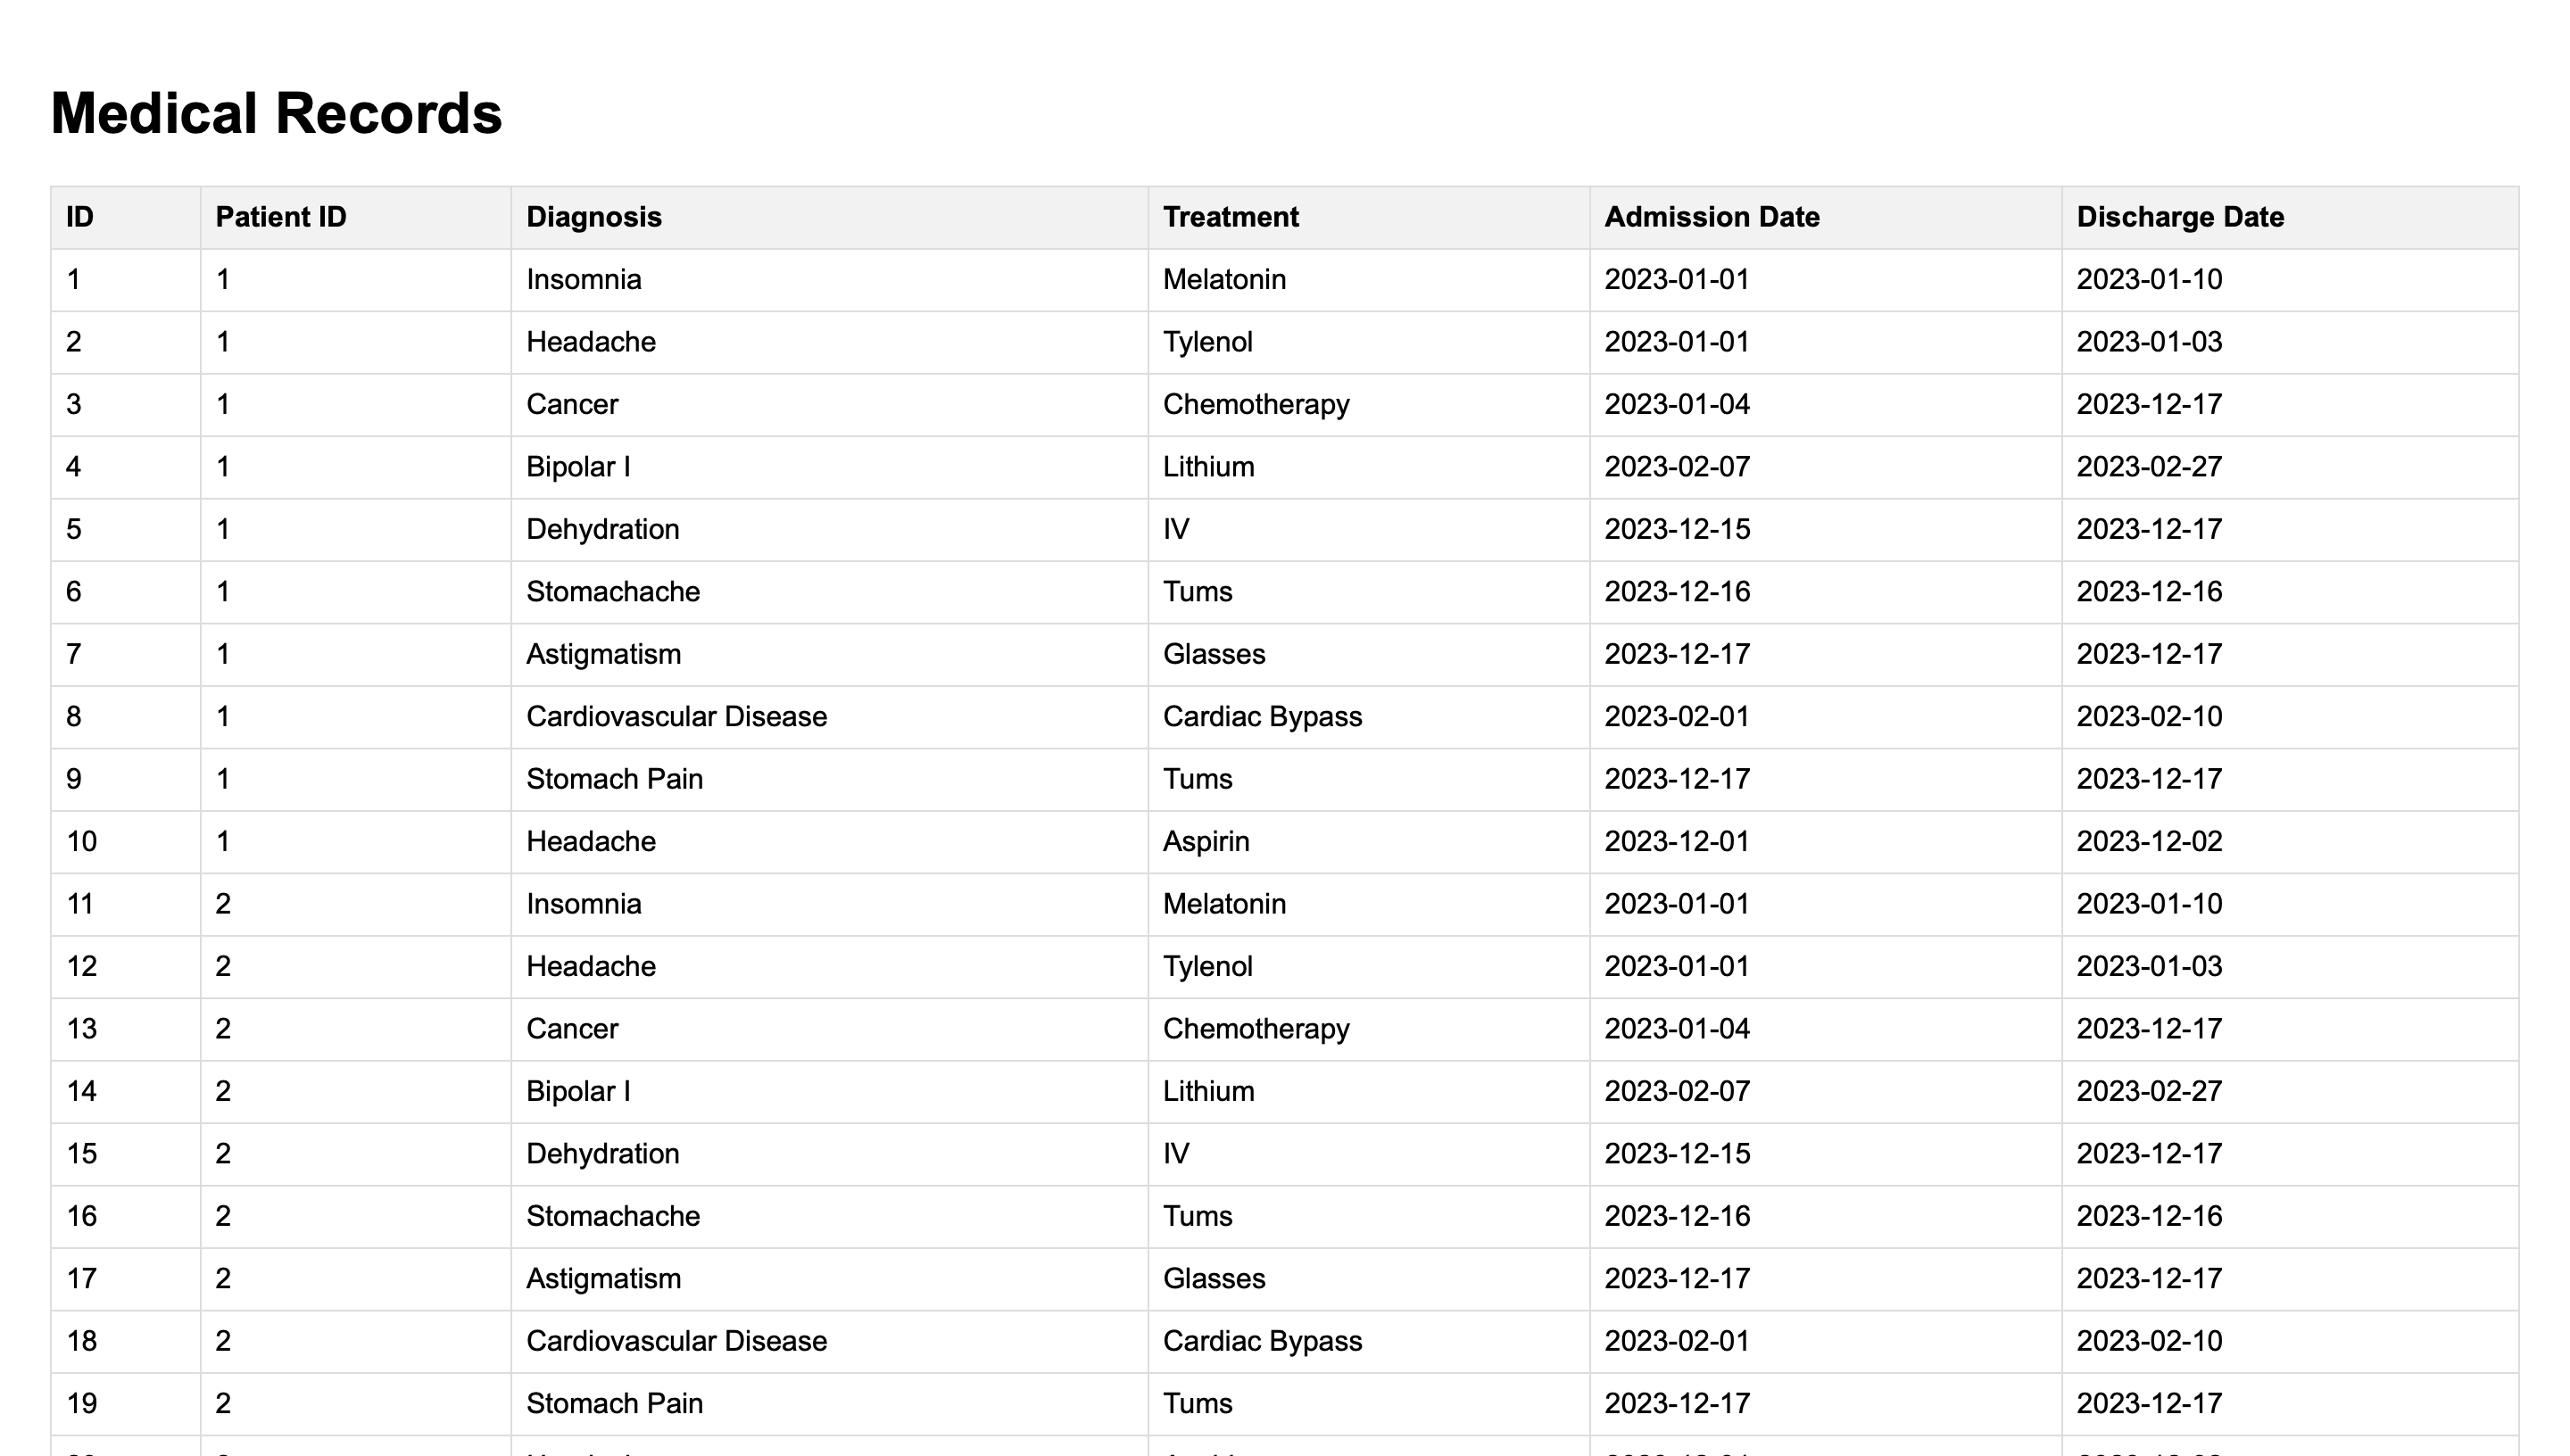 Medical Records
ID Patient ID Diagnosis Treatment Admission Date Discharge Date
1 1 Insomnia Melatonin 2023-01-01 2023-01-10
2 1 Headache Tylenol 2023-01-01 2023-01-03
3 1 Cancer Chemotherapy 2023-01-04 2023-12-17
4 1 Bipolar I Lithium 2023-02-07 2023-02-27
5 1 Dehydration IV 2023-12-15 2023-12-17
6 1 Stomachache Tums 2023-12-16 2023-12-16
7 1 Astigmatism Glasses 2023-12-17 2023-12-17
8 1 Cardiovascular Disease Cardiac Bypass 2023-02-01 2023-02-10
9 1 Stomach Pain Tums 2023-12-17 2023-12-17
10 1 Headache Aspirin 2023-12-01 2023-12-02
11 2 Insomnia Melatonin 2023-01-01 2023-01-10
12 2 Headache Tylenol 2023-01-01 2023-01-03
13 2 Cancer Chemotherapy 2023-01-04 2023-12-17
14 2 Bipolar I Lithium 2023-02-07 2023-02-27
15 2 Dehydration IV 2023-12-15 2023-12-17
16 2 Stomachache Tums 2023-12-16 2023-12-16
17 2 Astigmatism Glasses 2023-12-17 2023-12-17
18 2 Cardiovascular Disease Cardiac Bypass 2023-02-01 2023-02-10
19 2 Stomach Pain Tums 2023-12-17 2023-12-17